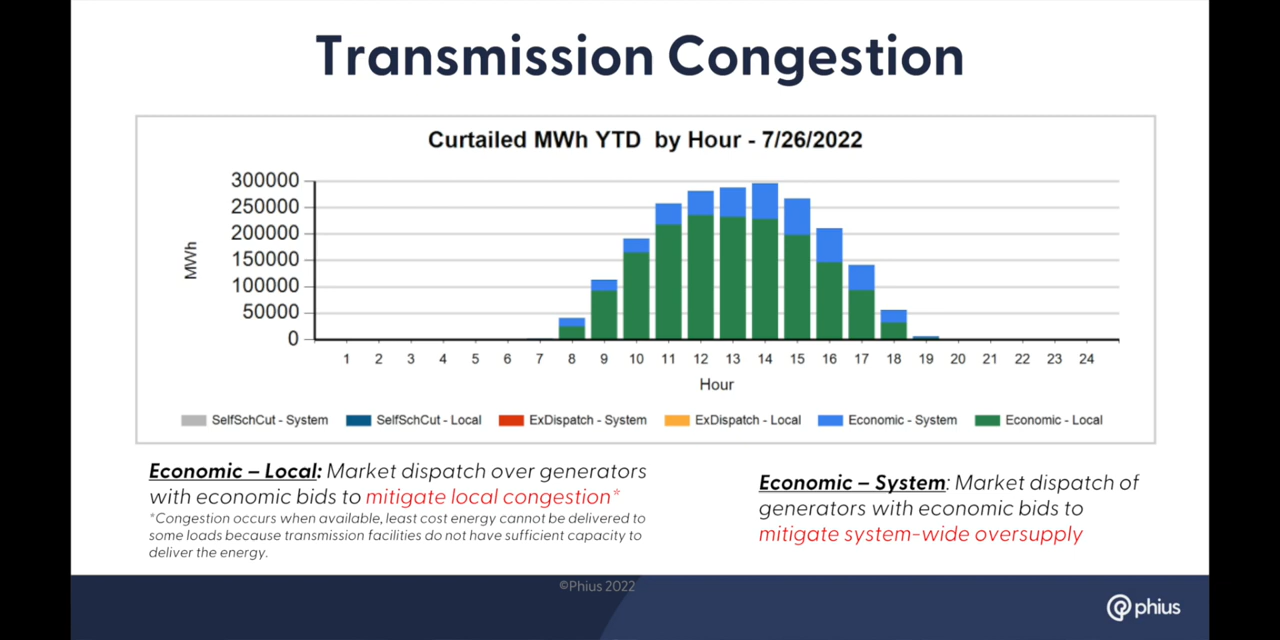 Transmission Congestion
Curtailed MWh YTD by Hour - 7/26/2022
300000
250000
200000
150000
100000
50000
0
MWh
1 2 3 4 5 6 7 8 9 10 11 12 13 14 15 16 17 18 19 20 21 22 23 24
Hour
SelfSchCut - System SelfSchCut - Local ExDispatch - System ExDispatch - Local Economic - System Economic - Local
Economic – Local: Market dispatch over generators
with economic bids to mitigate local congestion*
*Congestion occurs when available, least cost energy cannot be delivered to
some loads because transmission facilities do not have sufficient capacity to
deliver the energy.
Economic – System: Market dispatch of
generators with economic bids to
mitigate system-wide oversupply
©Phius 2022
phius